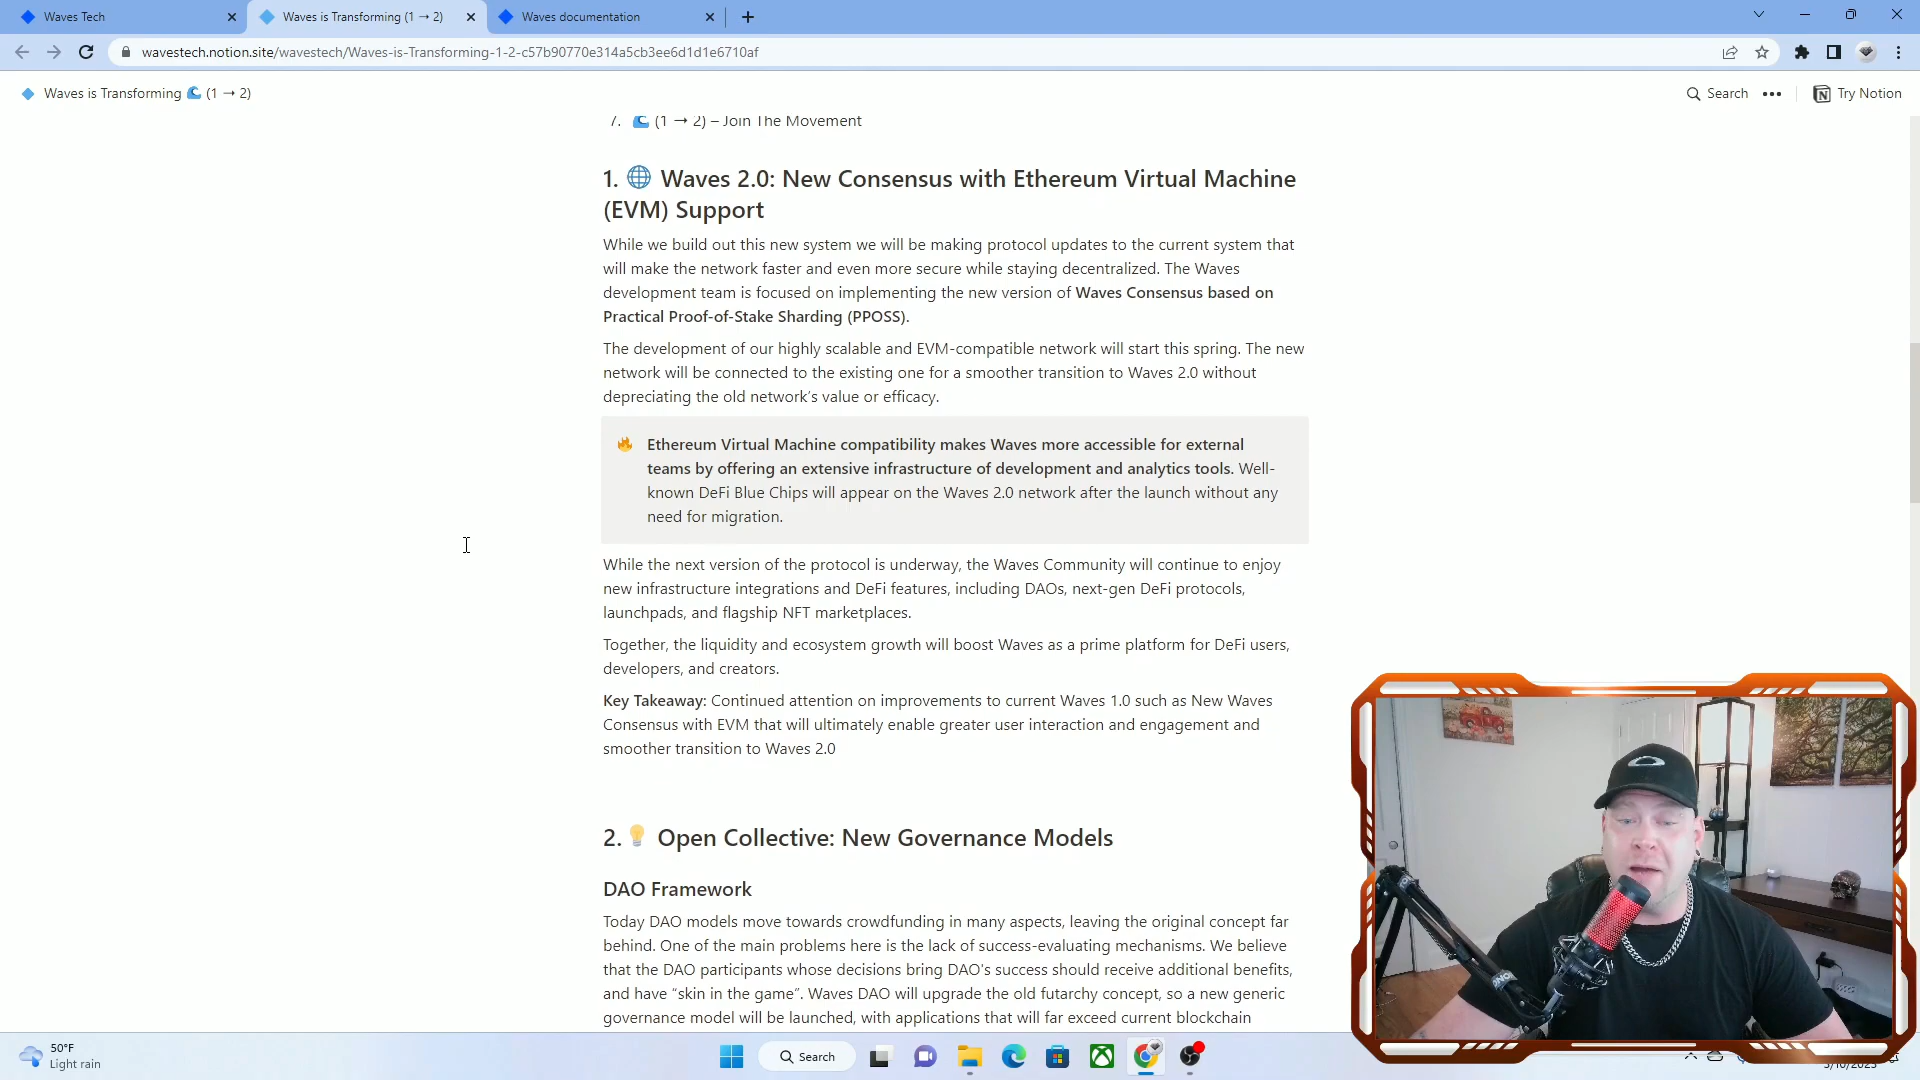 Waves Tech
Waves is Transforming (1 → 2)
Waves documentation
wavestech.notion.site/wavestech/Waves-is-Transforming-1-2-c57b90770e314a5cb3ee6d1d1e6710af
Waves is Transforming 🌊 (1 → 2)
Search
Try Notion
7. 🌊 (1 → 2) – Join The Movement
1. 🌐 Waves 2.0: New Consensus with Ethereum Virtual Machine
(EVM) Support
While we build out this new system we will be making protocol updates to the current system that
will make the network faster and even more secure while staying decentralized. The Waves
development team is focused on implementing the new version of Waves Consensus based on
Practical Proof-of-Stake Sharding (PPOSS).
The development of our highly scalable and EVM-compatible network will start this spring. The new
network will be connected to the existing one for a smoother transition to Waves 2.0 without
depreciating the old network's value or efficacy.
🔥 Ethereum Virtual Machine compatibility makes Waves more accessible for external
teams by offering an extensive infrastructure of development and analytics tools. Well-
known DeFi Blue Chips will appear on the Waves 2.0 network after the launch without any
need for migration.
While the next version of the protocol is underway, the Waves Community will continue to enjoy
new infrastructure integrations and DeFi features, including DAOs, next-gen DeFi protocols,
launchpads, and flagship NFT marketplaces.
Together, the liquidity and ecosystem growth will boost Waves as a prime platform for DeFi users,
developers, and creators.
Key Takeaway: Continued attention on improvements to current Waves 1.0 such as New Waves
Consensus with EVM that will ultimately enable greater user interaction and engagement and
smoother transition to Waves 2.0
2. 💡 Open Collective: New Governance Models
DAO Framework
Today DAO models move towards crowdfunding in many aspects, leaving the original concept far
behind. One of the main problems here is the lack of success-evaluating mechanisms. We believe
that the DAO participants whose decisions bring DAO's success should receive additional benefits,
and have "skin in the game". Waves DAO will upgrade the old futarchy concept, so a new generic
governance model will be launched, with applications that will far exceed current blockchain
50°F
Light rain
Search